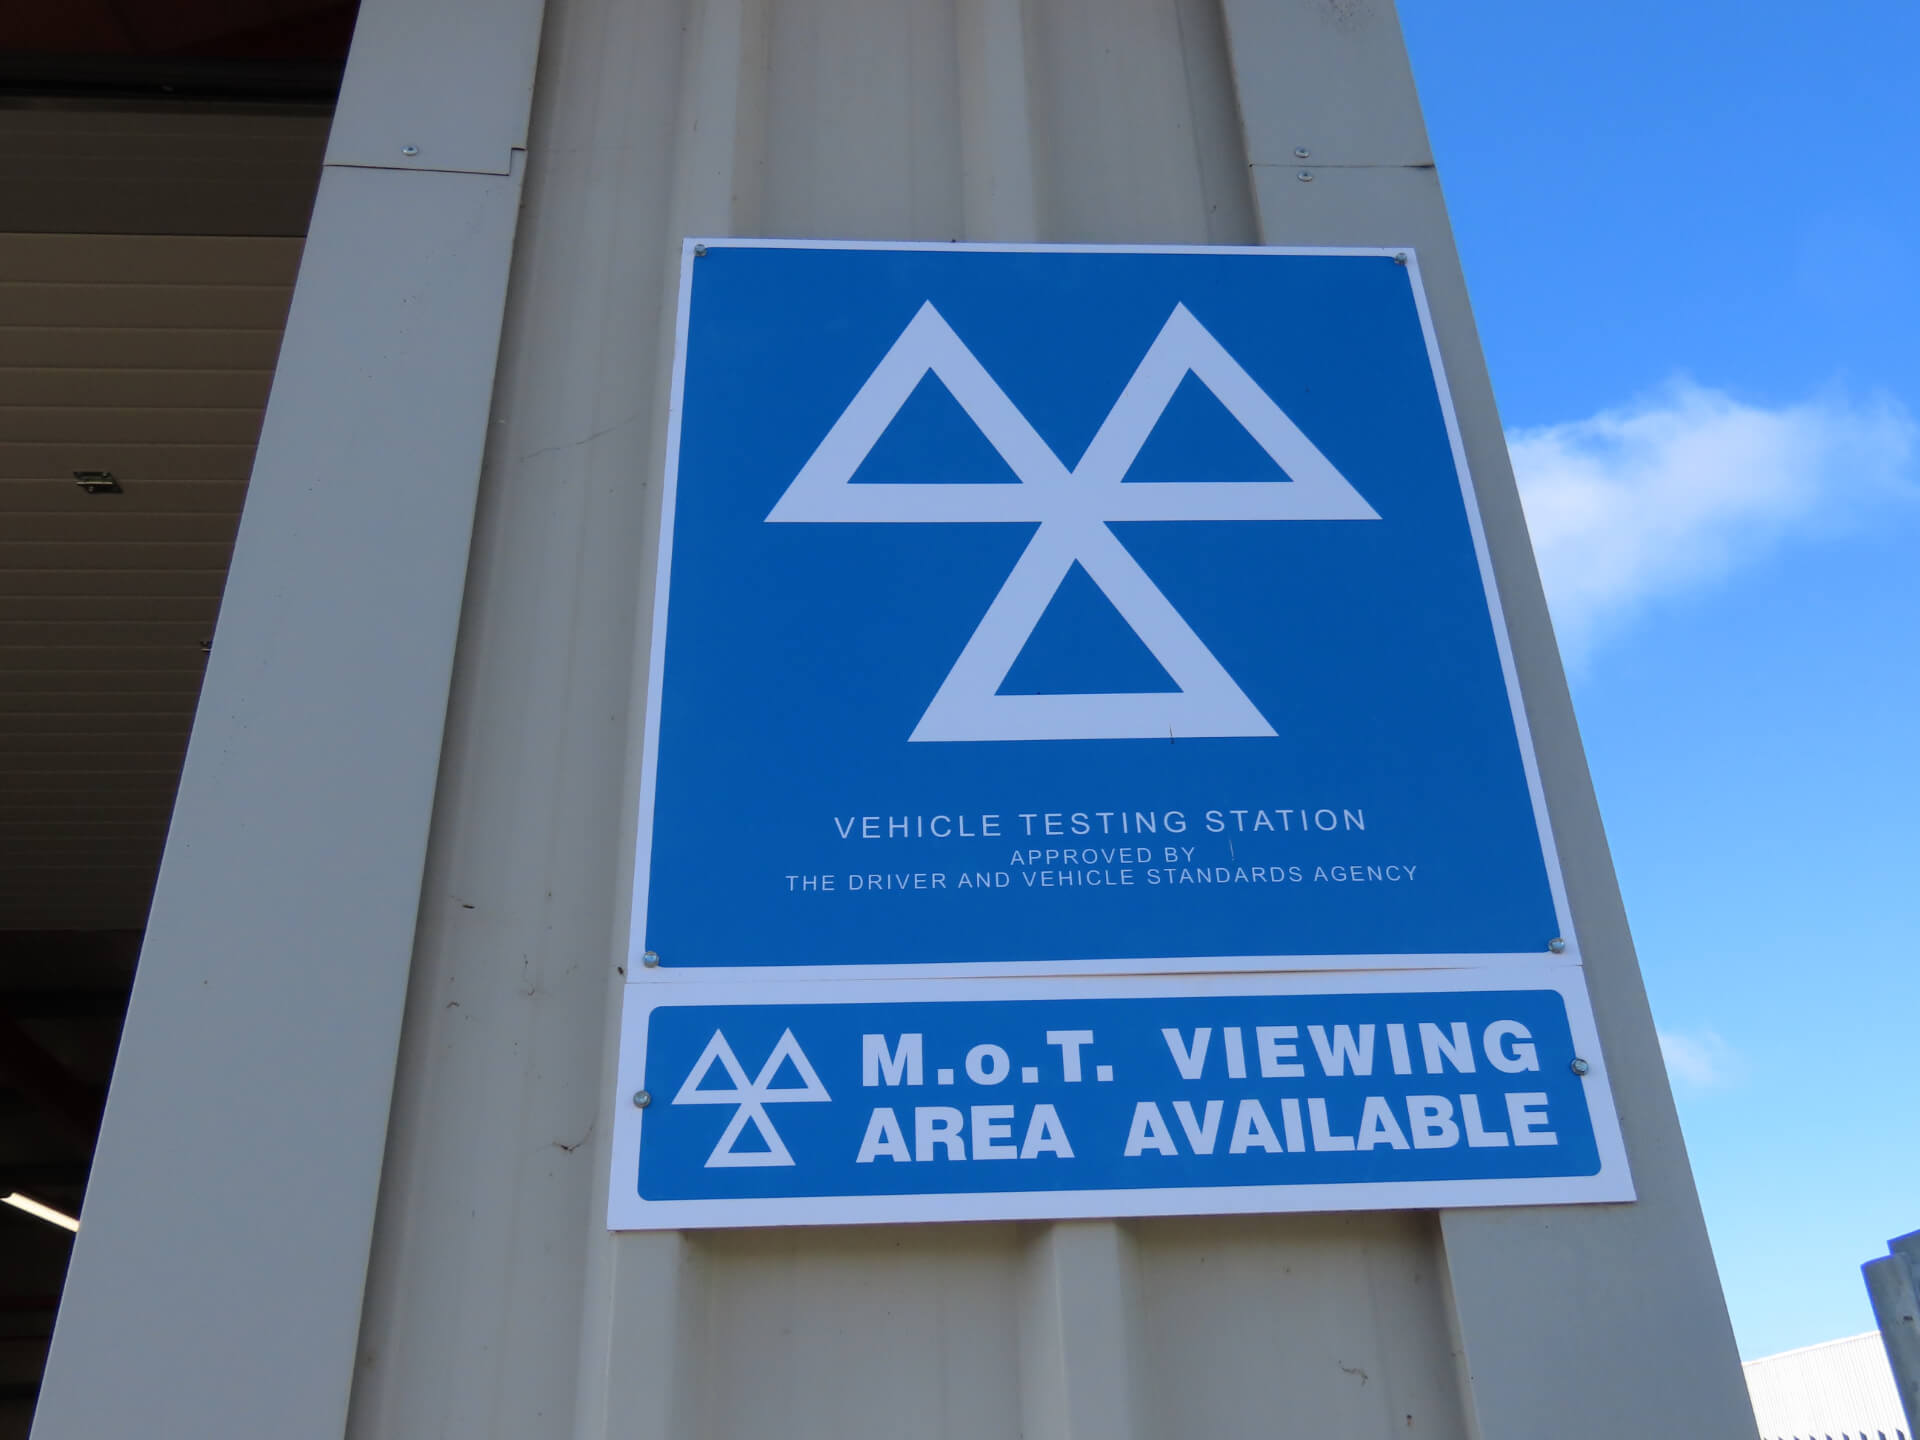 VEHICLE TESTING STATION
APPROVED BY
THE DRIVER AND VEHICLE STANDARDS AGENCY
M.o.T. VIEWING
AREA AVAILABLE